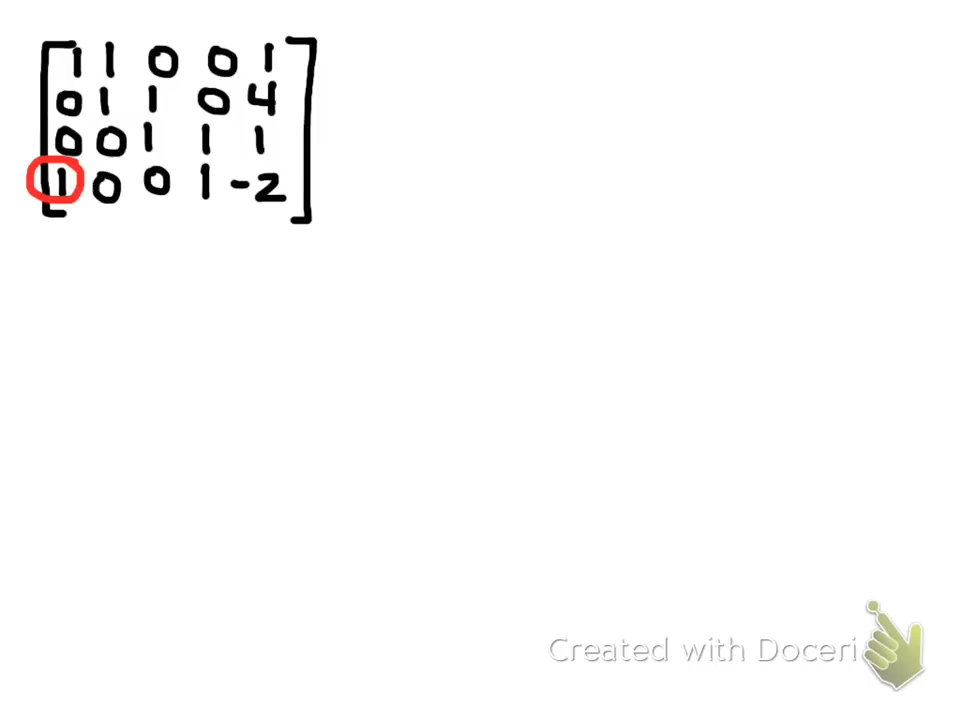 1 1 0 0 1
0 1 1 0 4
0 0 1 1 1
1 0 0 1 -2
Created with Doceri